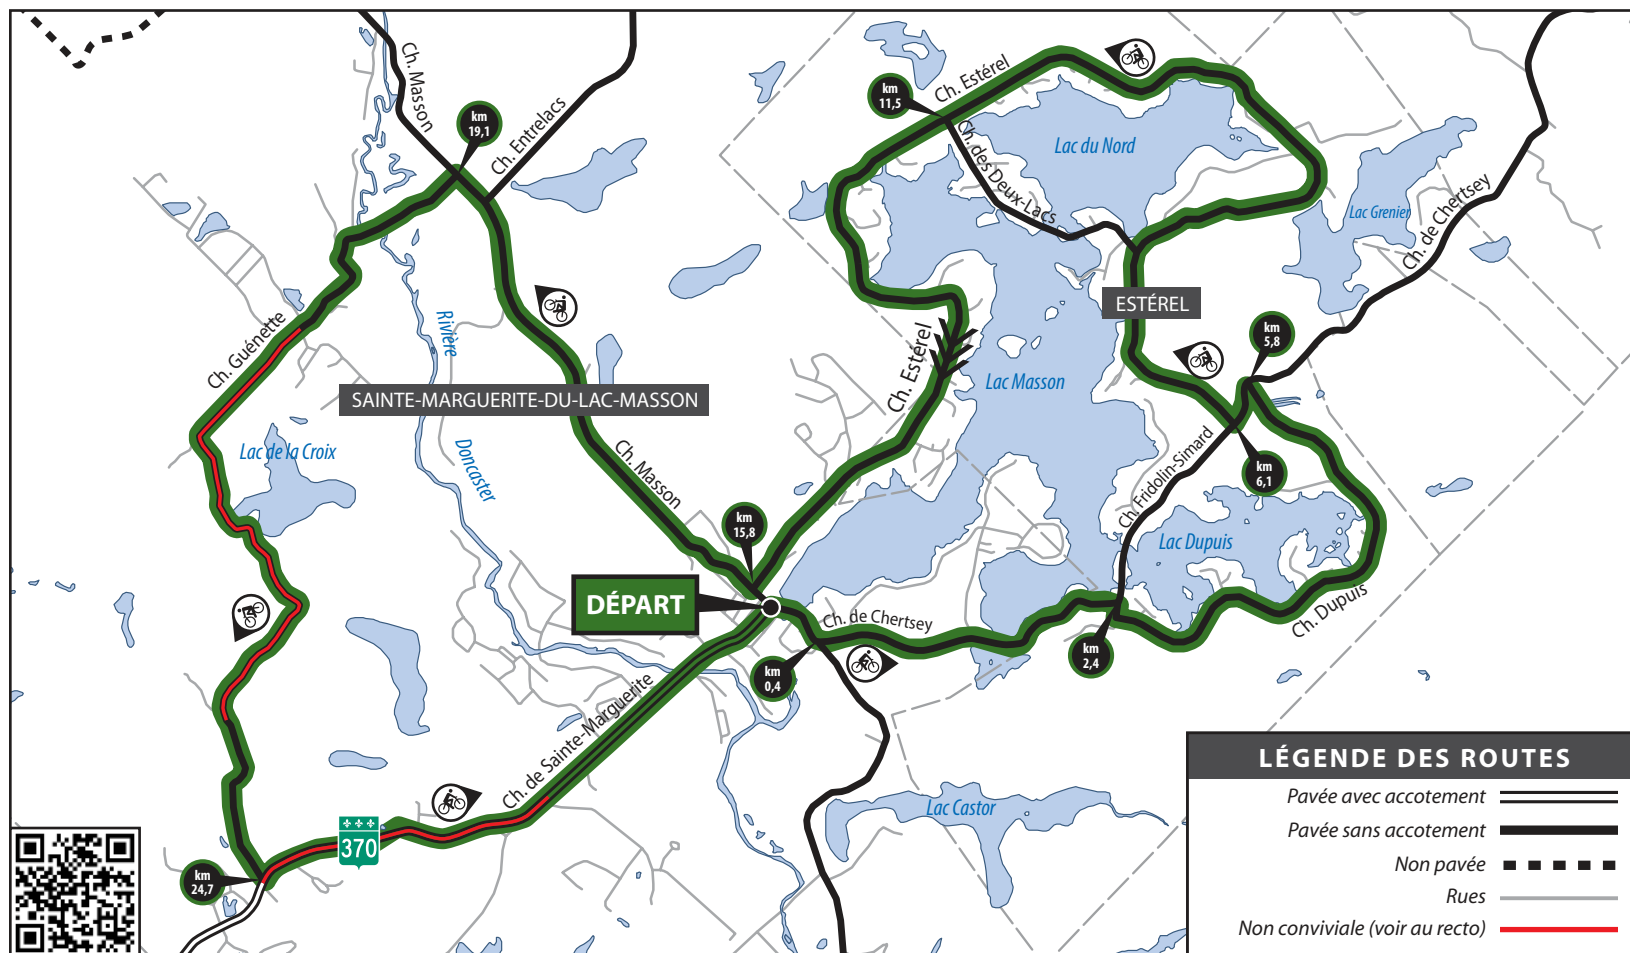 Ch. Masson
Ch. Entrelacs
km
19,1
km
11,5
Ch. Estérel
Ch. des Deux-Lacs
Lac du Nord
Lac Grenier
Ch. de Chertsey
ESTÉREL
km
5,8
Ch. Guénette
Rivière
Doncaster
SAINTE-MARGUERITE-DU-LAC-MASSON
Ch. Estérel
Lac Masson
Lac de la Croix
Ch. Masson
km
15,8
Ch. Fridolin-Simard
km
6,1
Lac Dupuis
DÉPART
Ch. de Chertsey
Ch. Dupuis
km
0,4
km
2,4
Ch. de Sainte-Marguerite
370
km
24,7
Lac Castor
LÉGENDE DES ROUTES
Pavée avec accotement
Pavée sans accotement
Non pavée
Rues
Non conviviale (voir au recto)